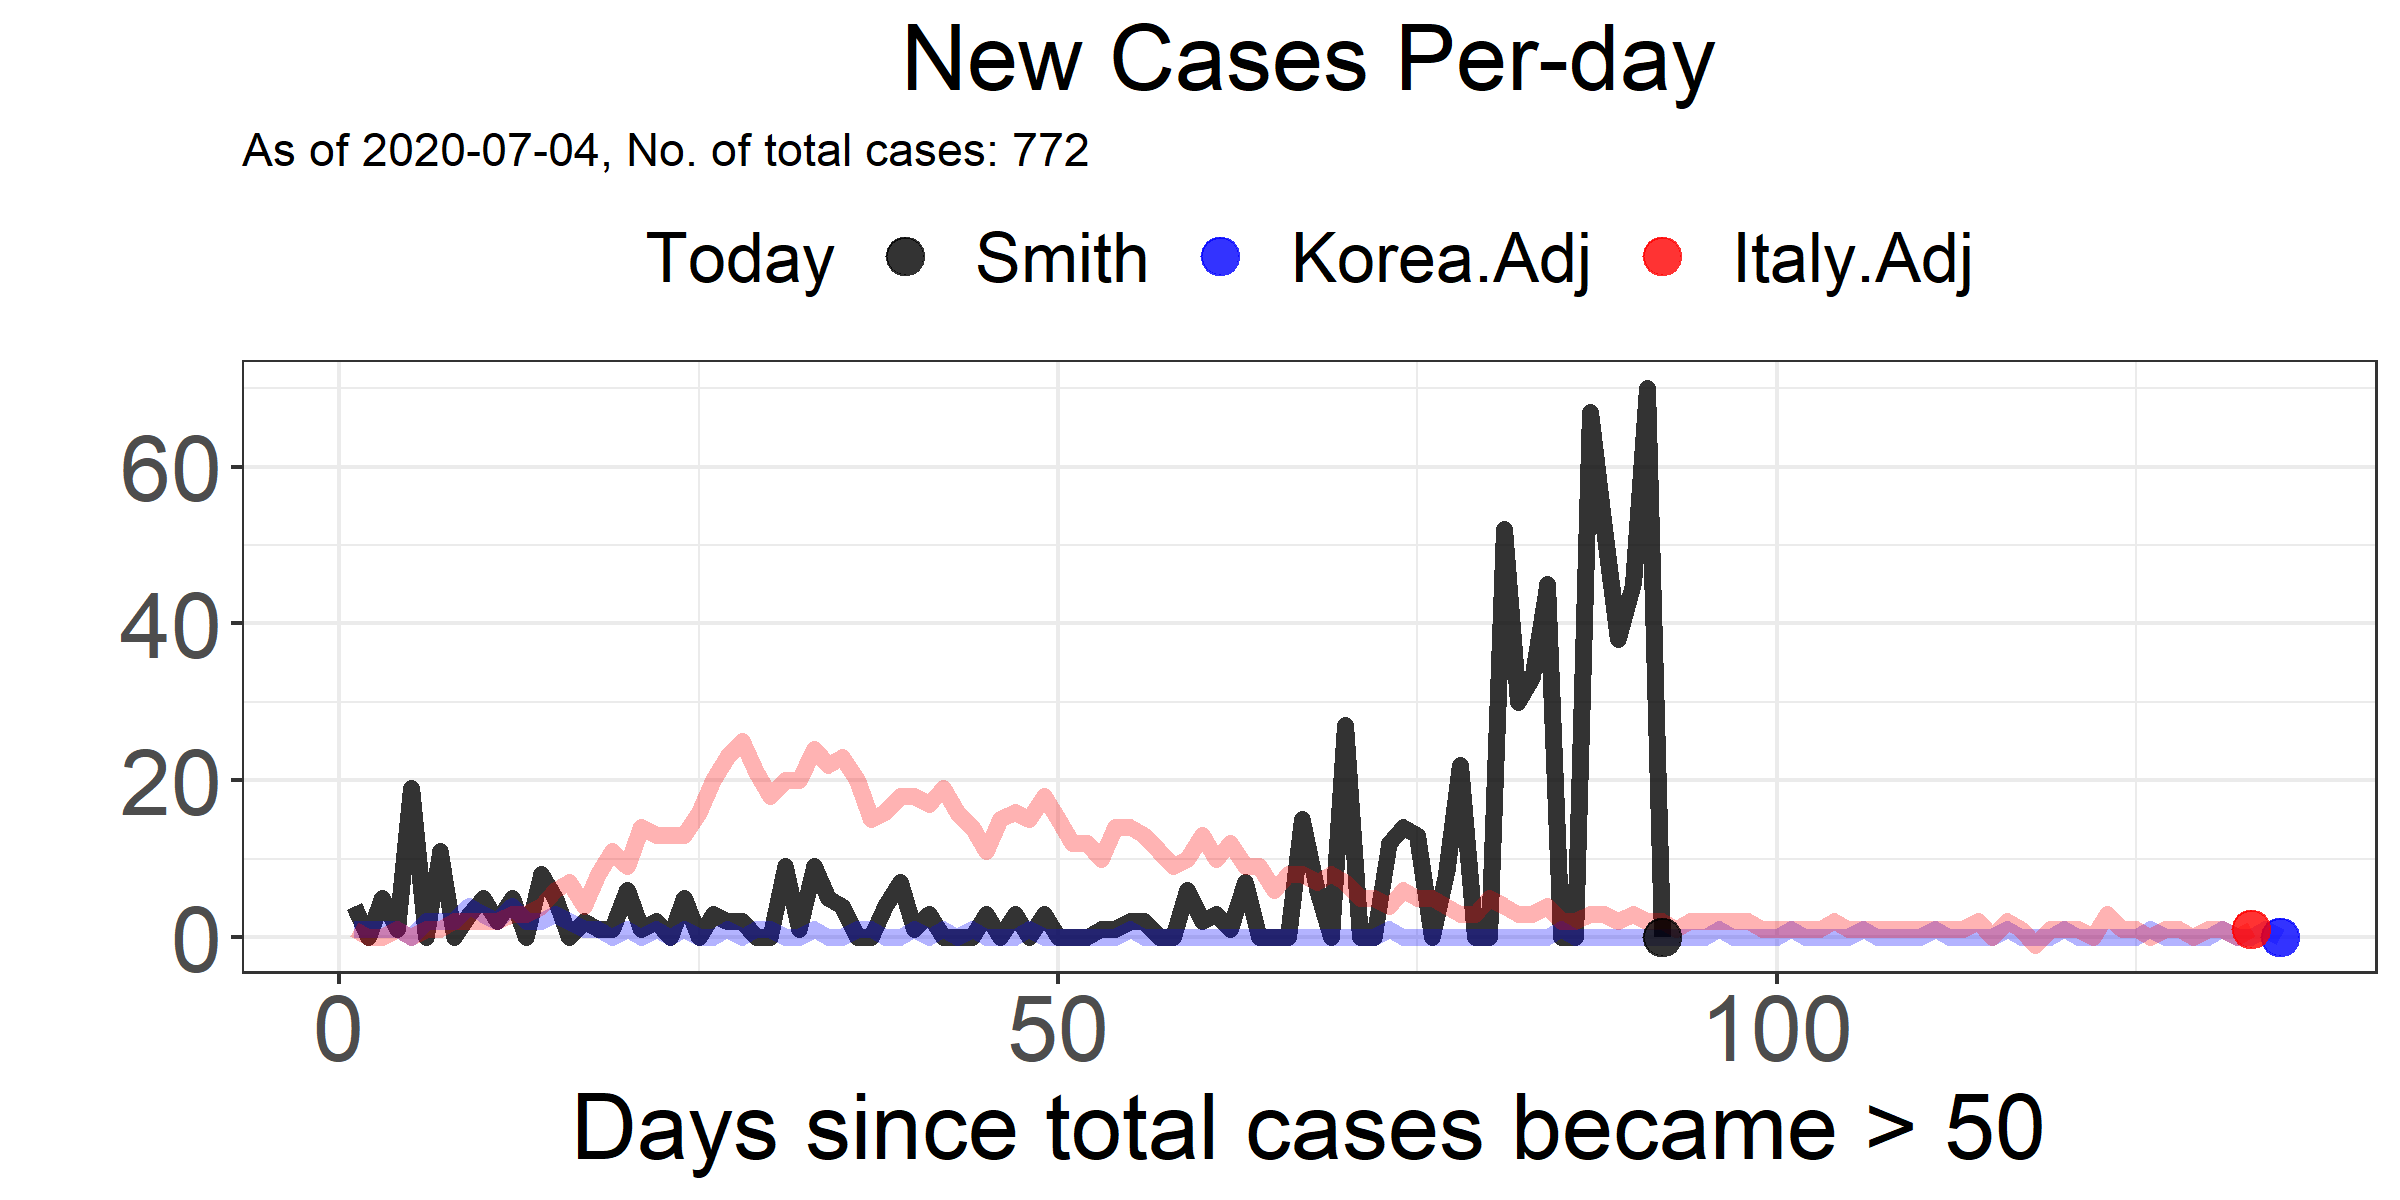 New Cases Per-day
As of 2020-07-04, No. of total cases: 772
Today Smith Korea.Adj Italy.Adj
60
40
20
0
0 50 100
Days since total cases became > 50